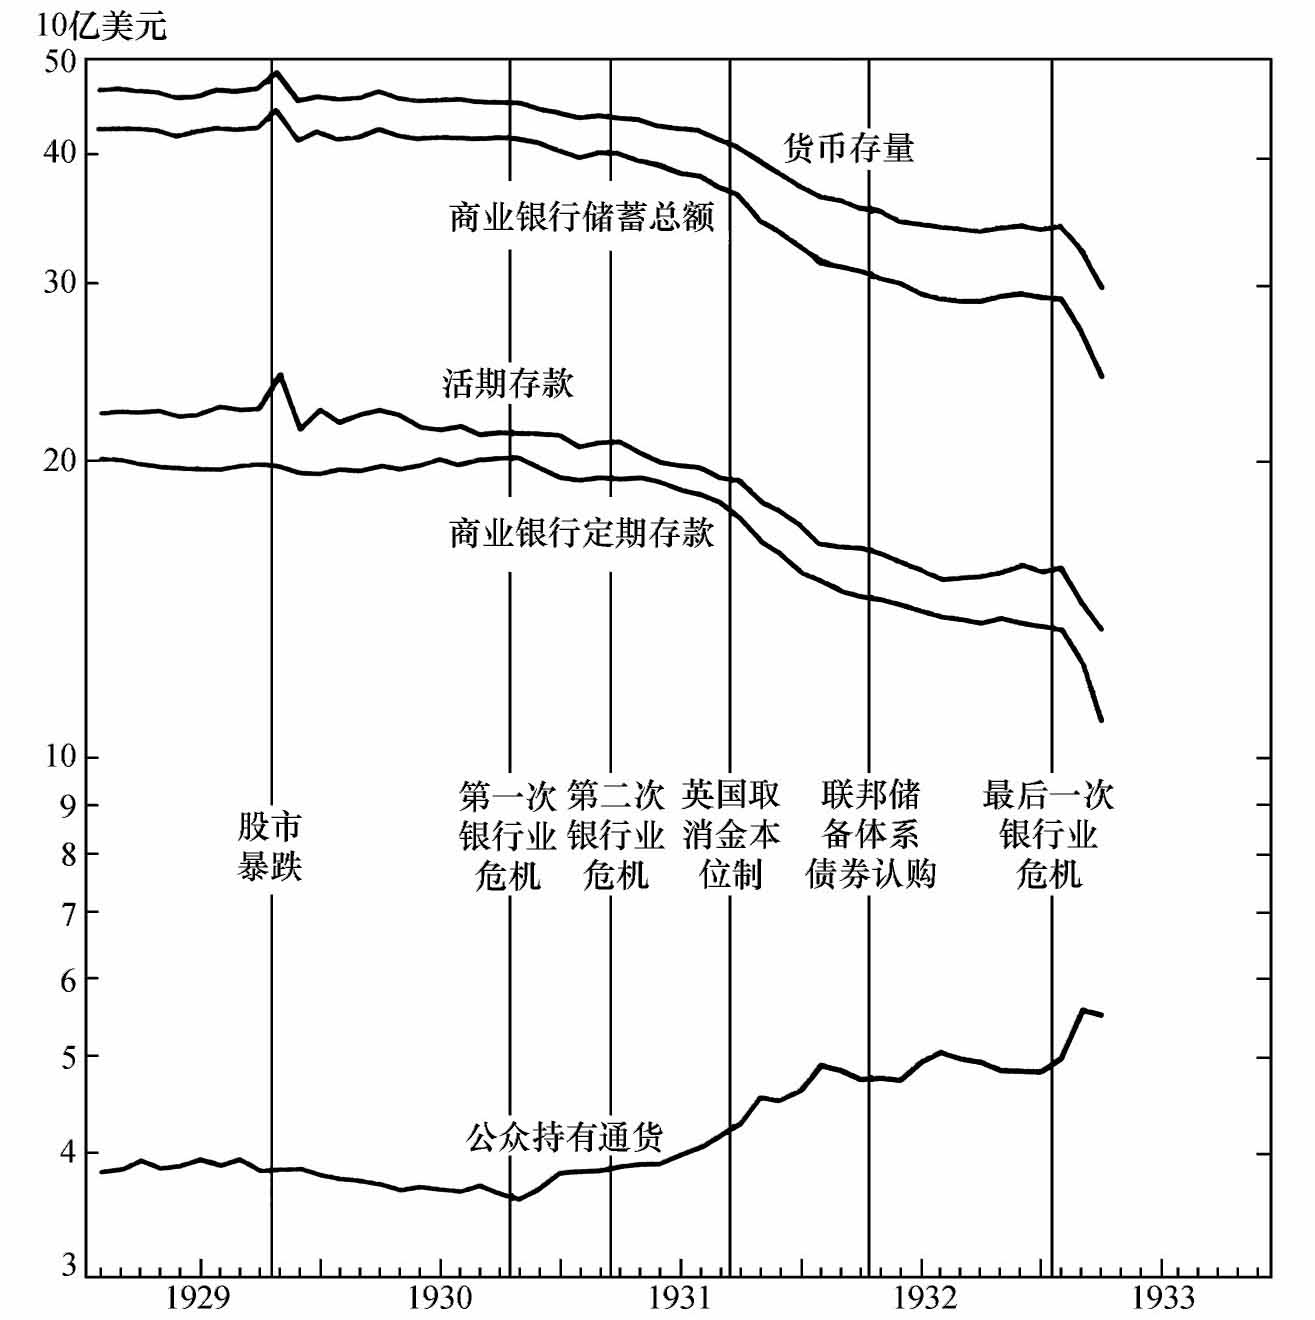 10亿美元
50
40
30
20
10
9
8
7
6
5
4
3
货币存量
商业银行储蓄总额
活期存款
商业银行定期存款
股市
暴跌
第一次
银行业
危机
第二次
银行业
危机
英国取
消金本
位制
联邦储
备体系
债券认购
最后一次
银行业
危机
公众持有通货
1929
1930
1931
1932
1933